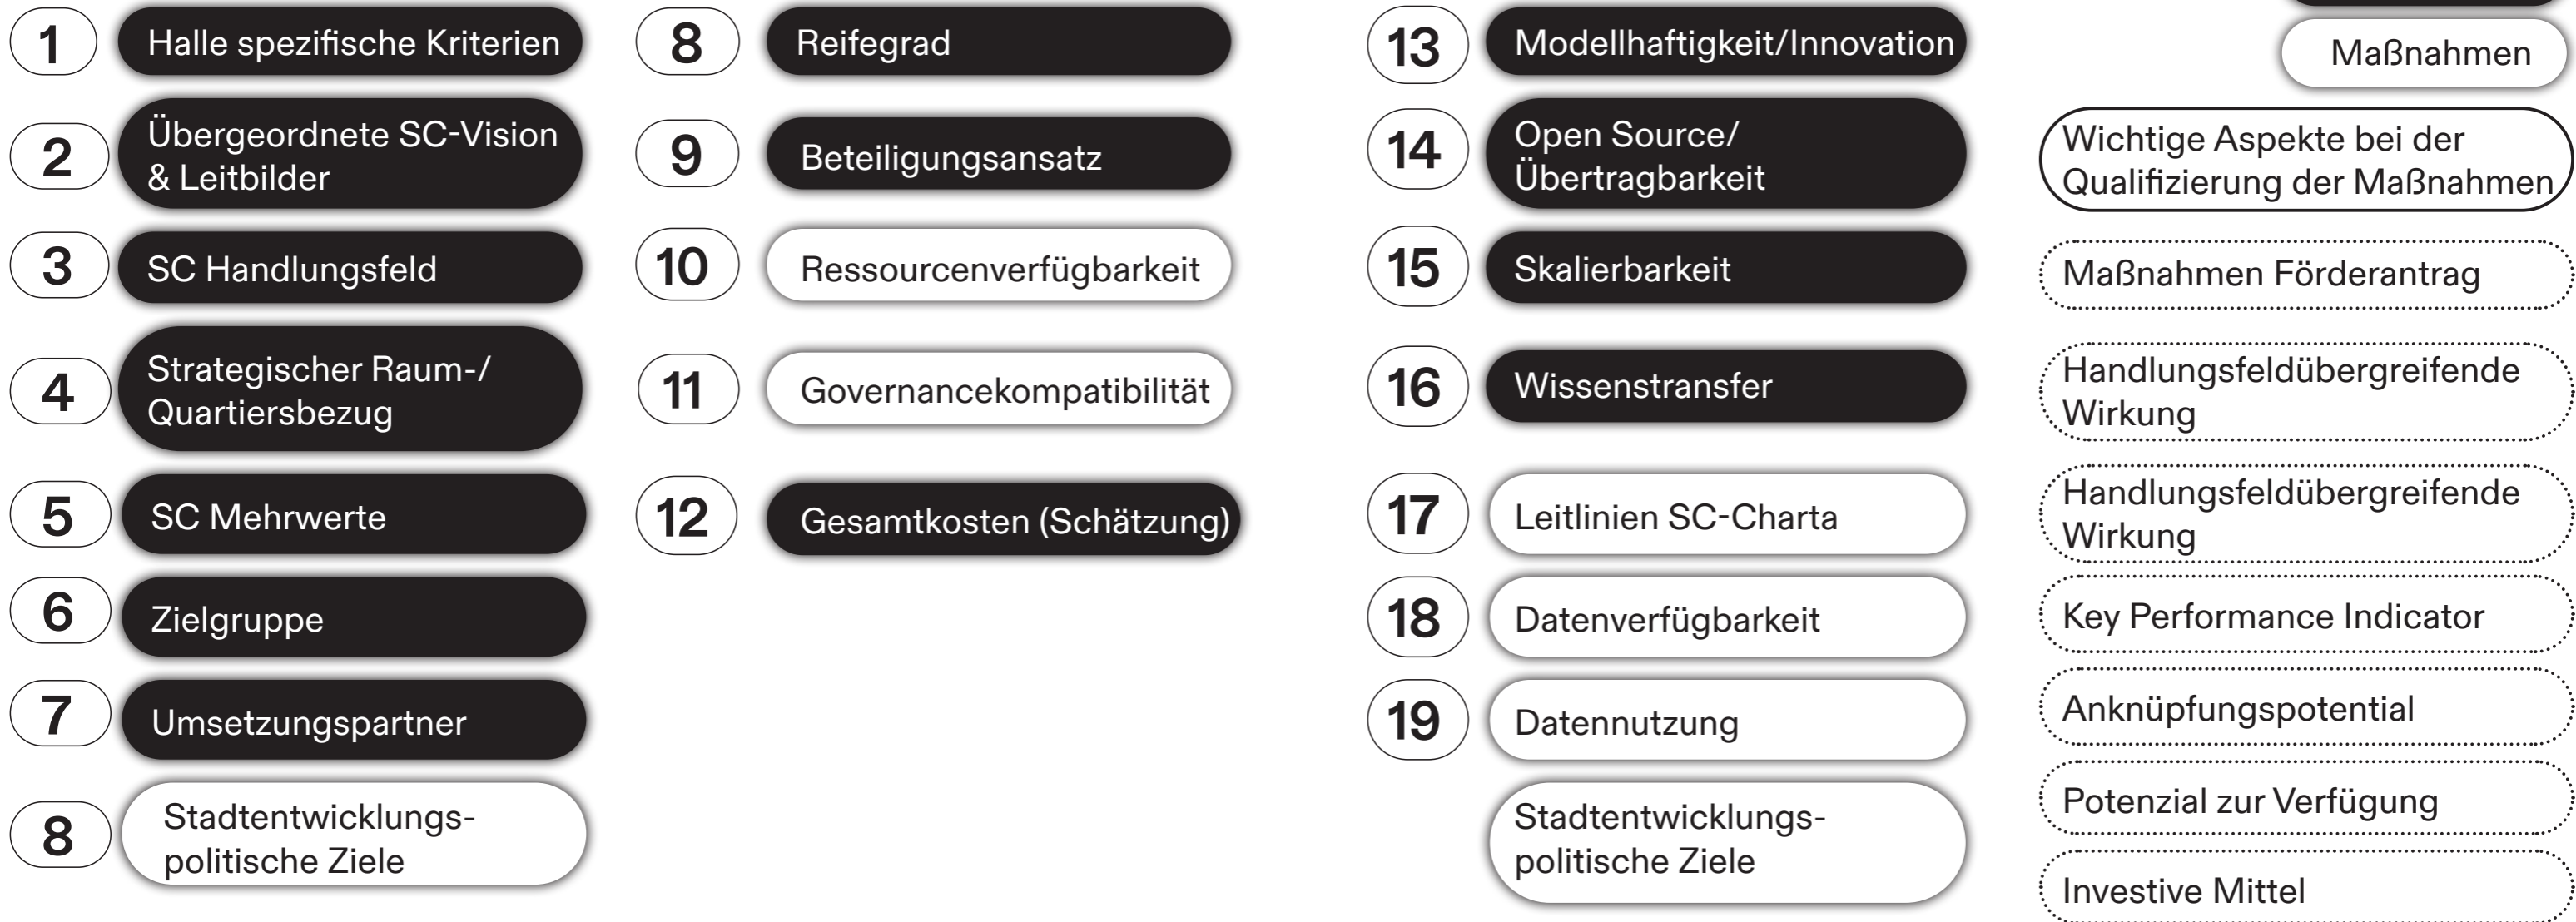 1
Halle spezifische Kriterien
2
Übergeordnete SC-Vision
& Leitbilder
3
SC Handlungsfeld
4
Strategischer Raum-/
Quartiersbezug
5
SC Mehrwerte
6
Zielgruppe
7
Umsetzungspartner
8
Stadtentwicklungs-
politische Ziele
8
Reifegrad
9
Beteiligungsansatz
10
Ressourcenverfügbarkeit
11
Governancekompatibilität
12
Gesamtkosten (Schätzung)
13
Modellhaftigkeit/Innovation
14
Open Source/
Übertragbarkeit
15
Skalierbarkeit
16
Wissenstransfer
17
Leitlinien SC-Charta
18
Datenverfügbarkeit
19
Datennutzung
Stadtentwicklungs-
politische Ziele
Maßnahmen
Wichtige Aspekte bei der
Qualifizierung der Maßnahmen
Maßnahmen Förderantrag
Handlungsfeldübergreifende
Wirkung
Handlungsfeldübergreifende
Wirkung
Key Performance Indicator
Anknüpfungspotential
Potenzial zur Verfügung
Investive Mittel